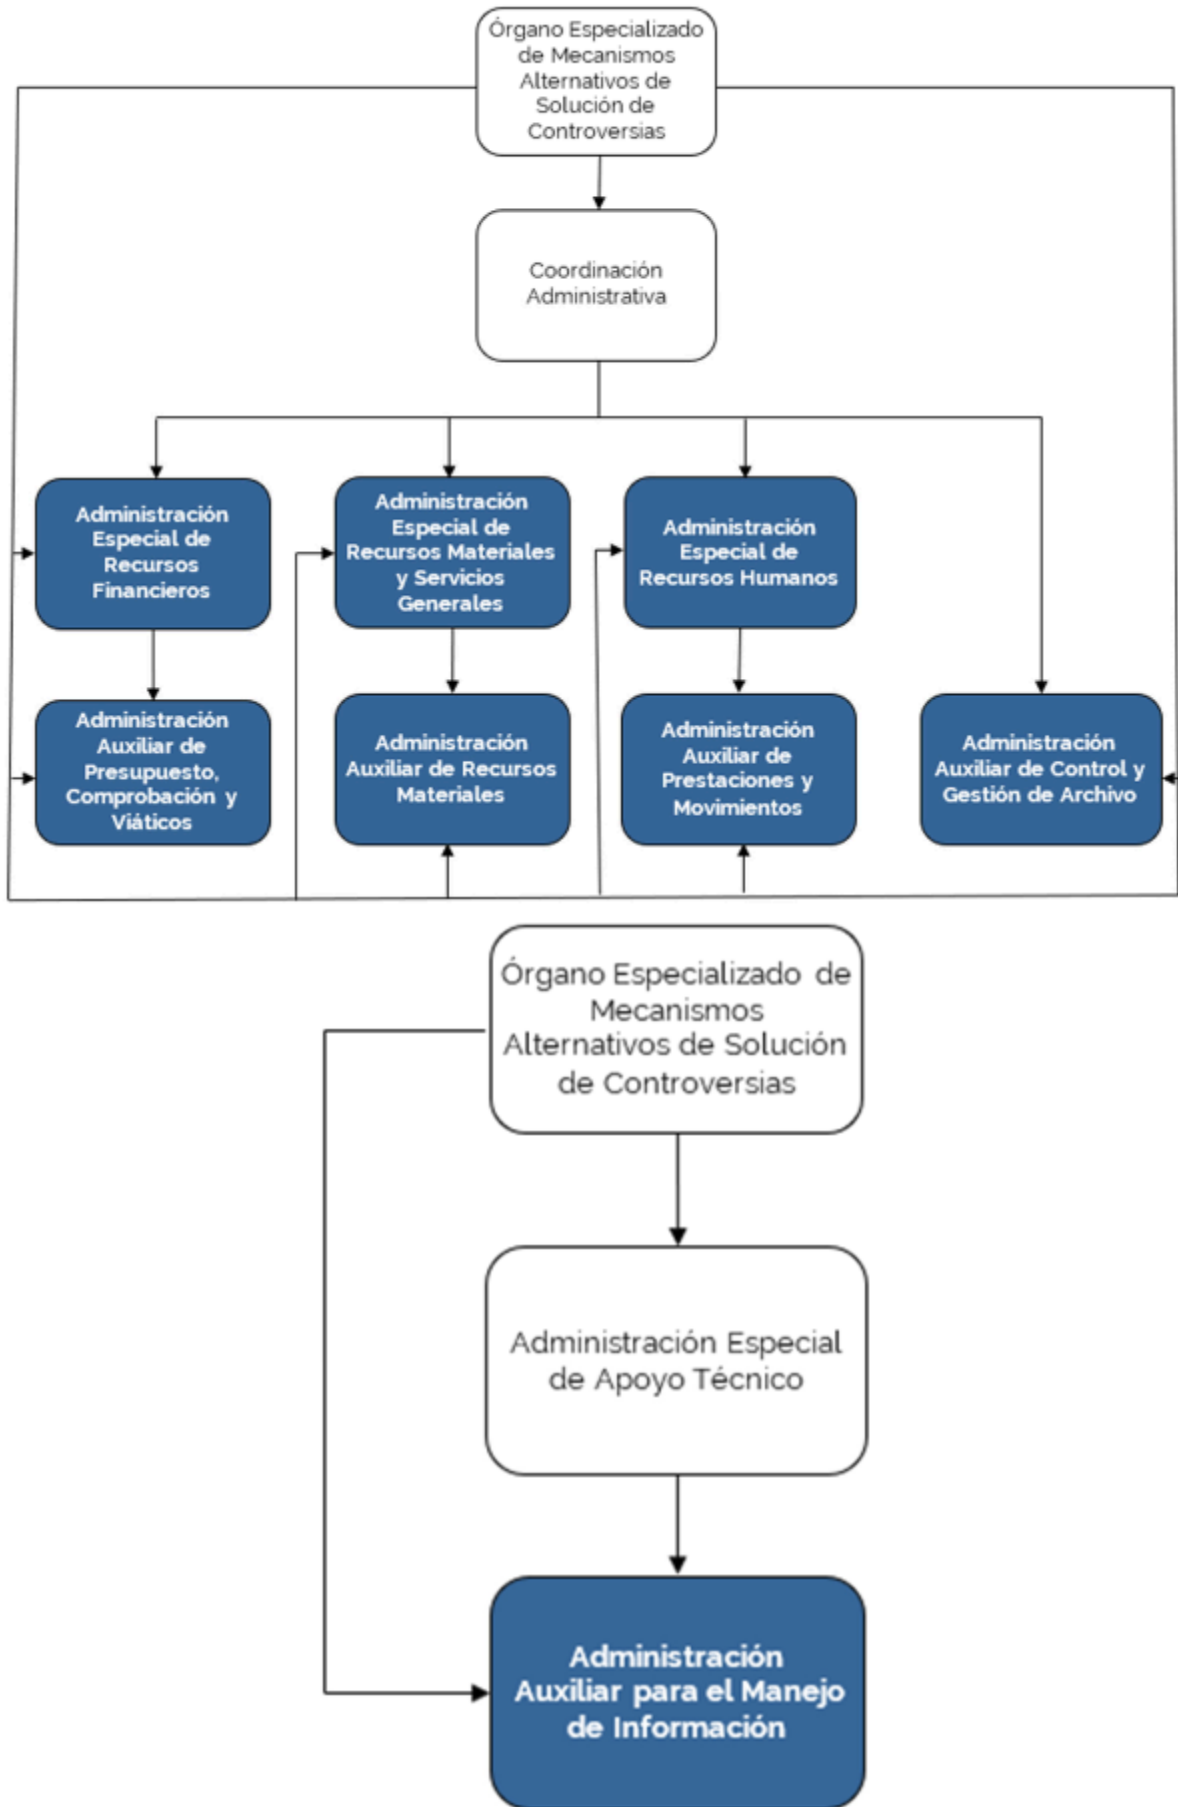 Órgano Especializado
de Mecanismos
Alternativos de
Solución de
Controversias
Coordinación
Administrativa
Administración
Especial de
Recursos
Financieros
Administración
Especial de
Recursos Materiales
y Servicios
Generales
Administración
Especial de
Recursos Humanos
Administración
Auxiliar de
Presupuesto,
Comprobación y
Viáticos
Administración
Auxiliar de Recursos
Materiales
Administración
Auxiliar de
Prestaciones y
Movimientos
Administración
Auxiliar de Control y
Gestión de Archivo
Órgano Especializado de
Mecanismos
Alternativos de Solución
de Controversias
Administración Especial
de Apoyo Técnico
Administración
Auxiliar para el Manejo
de Información